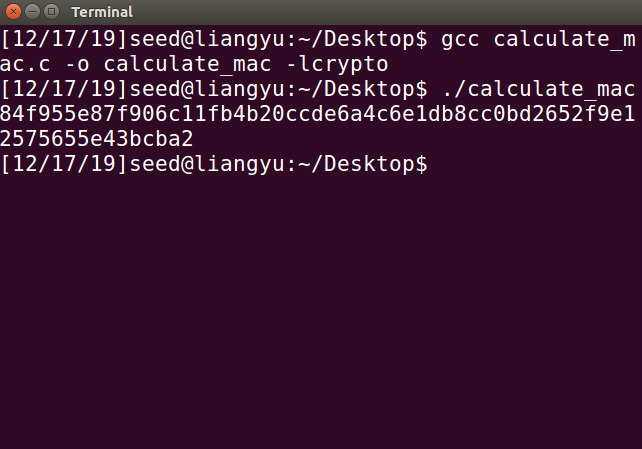 Terminal
[12/17/19]seed@liangyu:~/Desktop$ gcc calculate_m
ac.c -o calculate_mac -lcrypto
[12/17/19]seed@liangyu:~/Desktop$ ./calculate_mac
84f955e87f906c11fb4b20ccde6a4c6e1db8cc0bd2652f9e1
2575655e43bcba2
[12/17/19]seed@liangyu:~/Desktop$